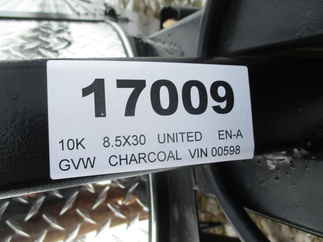 17009
10K 8.5X30 UNITED EN-A
GVW CHARCOAL VIN 00598